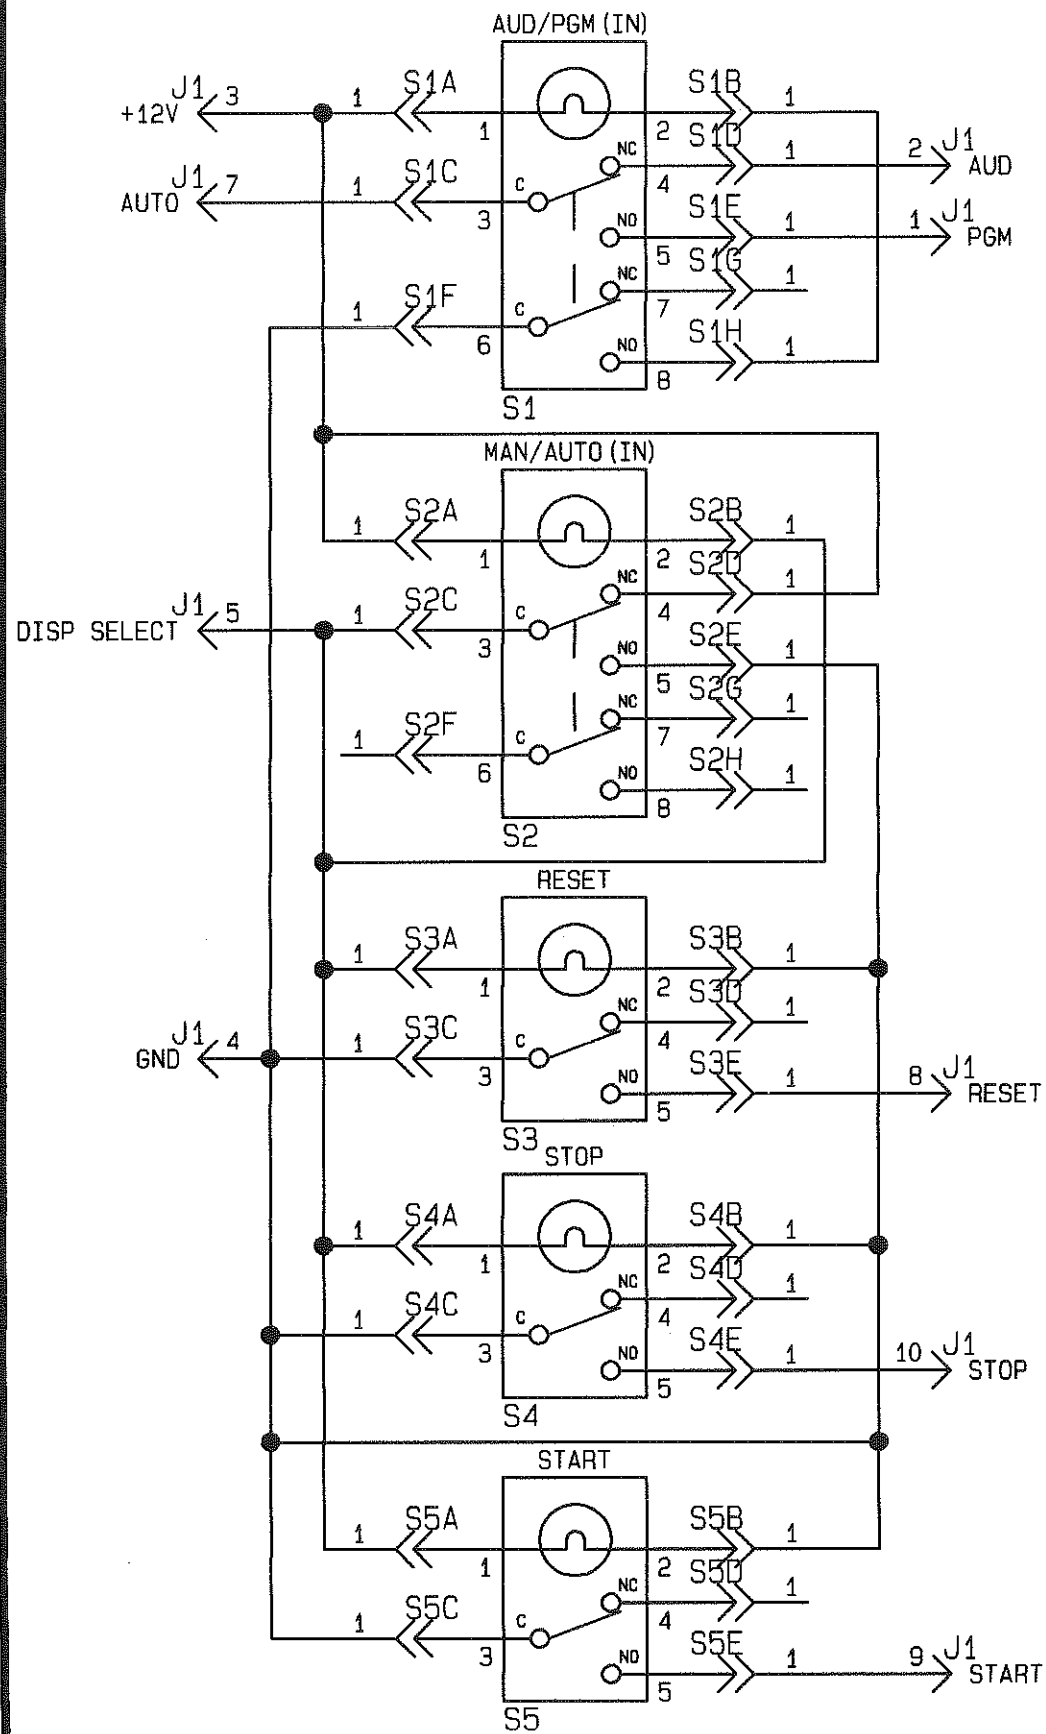 AUD/PGM (IN)
J1 3 +12V 1 S1A 1 2 S1B 1
NC 4 S1D 1 2 J1 AUD
J1 7 AUTO 1 S1C 3 C
NO 5 S1E 1 1 J1 PGM
NC 7 S1G 1
1 S1F 6 C
NO 8 S1H 1
S1
MAN/AUTO (IN)
1 S2A 1 2 S2B 1
NC 4 S2D 1
J1 5 DISP SELECT 1 S2C 3 C
NO 5 S2E 1
NC 7 S2G 1
1 S2F 6 C
NO 8 S2H 1
S2
RESET
1 S3A 1 2 S3B 1
NC 4 S3D 1
J1 4 GND 1 S3C 3 C
NO 5 S3E 1 8 J1 RESET
S3
STOP
1 S4A 1 2 S4B 1
NC 4 S4D 1
1 S4C 3 C
NO 5 S4E 1 10 J1 STOP
S4
START
1 S5A 1 2 S5B 1
NC 4 S5D 1
1 S5C 3 C
NO 5 S5E 1 9 J1 START
S5